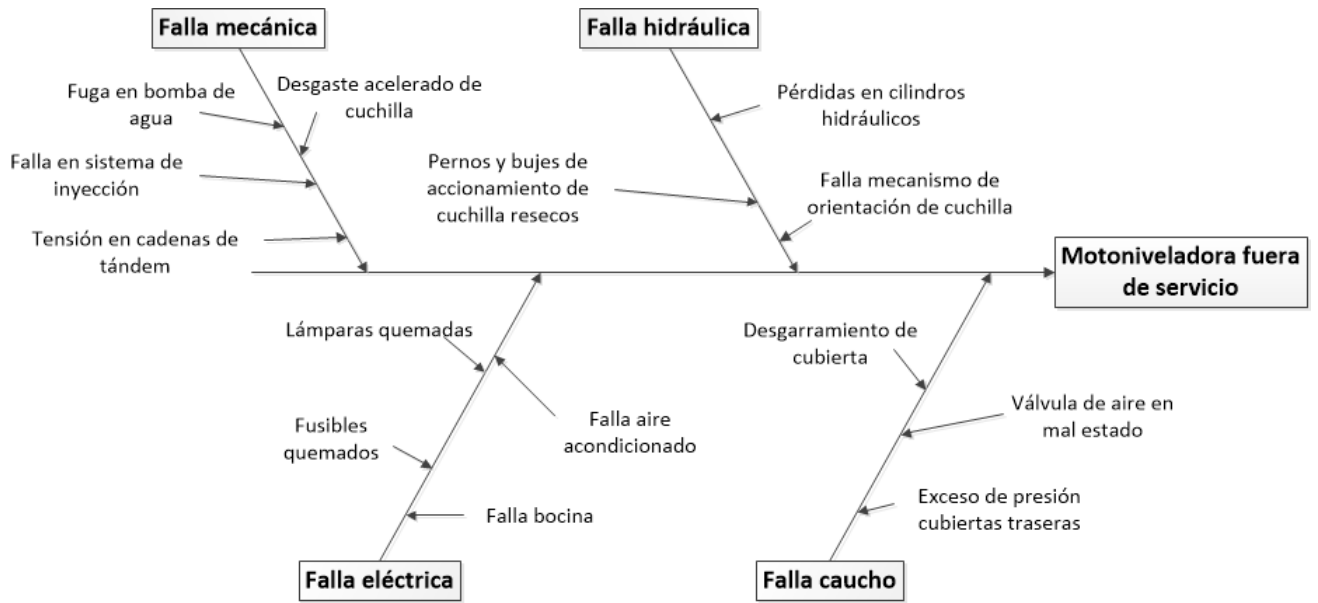 Falla mecánica
Falla hidráulica
Fuga en bomba de
agua
Desgaste acelerado de
cuchilla
Falla en sistema de
inyección
Tensión en cadenas de
tándem
Pérdidas en cilindros
hidráulicos
Pernos y bujes de
accionamiento de
cuchilla resecos
Falla mecanismo de
orientación de cuchilla
Motoniveladora fuera
de servicio
Lámparas quemadas
Falla aire
acondicionado
Fusibles
quemados
Falla bocina
Desgarramiento de
cubierta
Válvula de aire en
mal estado
Exceso de presión
cubiertas traseras
Falla eléctrica
Falla caucho